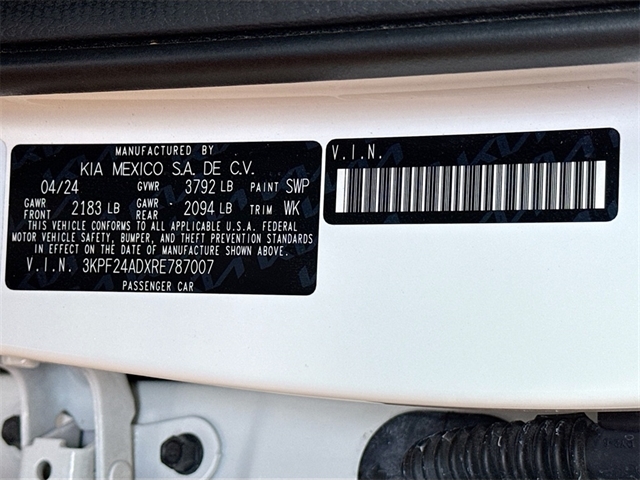 MANUFACTURED BY
KIA MEXICO S.A. DE C.V.
04/24 GVWR 3792 LB PAINT SWP
GAWR FRONT 2183 LB GAWR REAR 2094 LB TRIM WK
THIS VEHICLE CONFORMS TO ALL APPLICABLE U.S.A. FEDERAL
MOTOR VEHICLE SAFETY, BUMPER, AND THEFT PREVENTION STANDARDS
IN EFFECT ON THE DATE OF MANUFACTURE SHOWN ABOVE.
V.I.N. 3KPF24ADXRE787007
PASSENGER CAR
V.I.N.